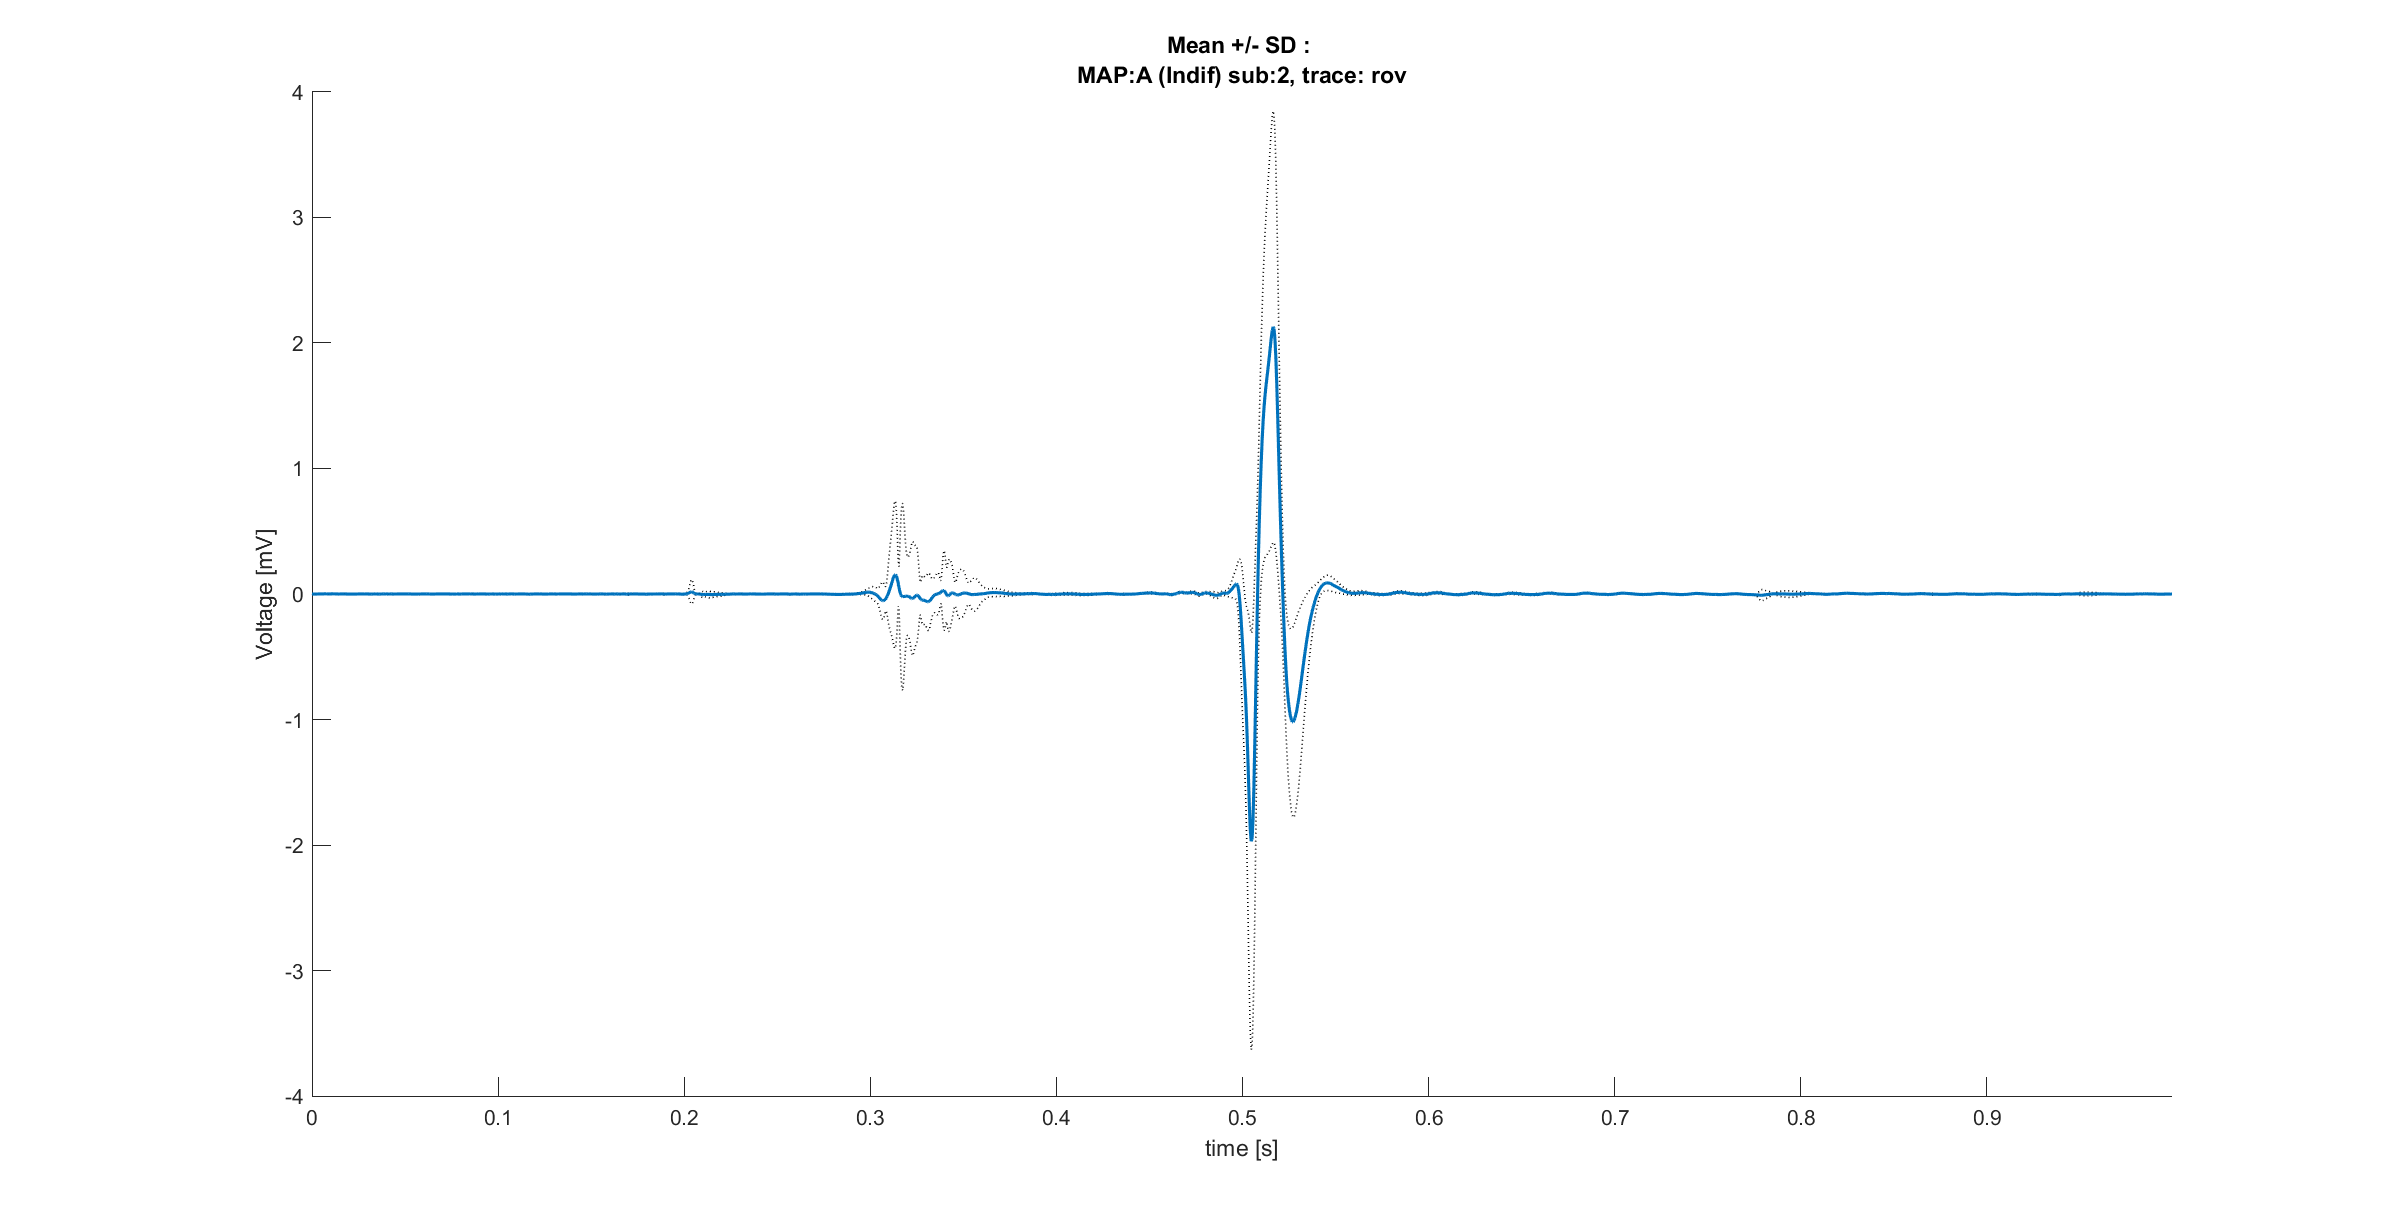 Mean +/- SD :
MAP:A (Indif) sub:2, trace: rov
4
3
2
1
0
-1
-2
-3
-4
Voltage [mV]
0 0.1 0.2 0.3 0.4 0.5 0.6 0.7 0.8 0.9
time [s]